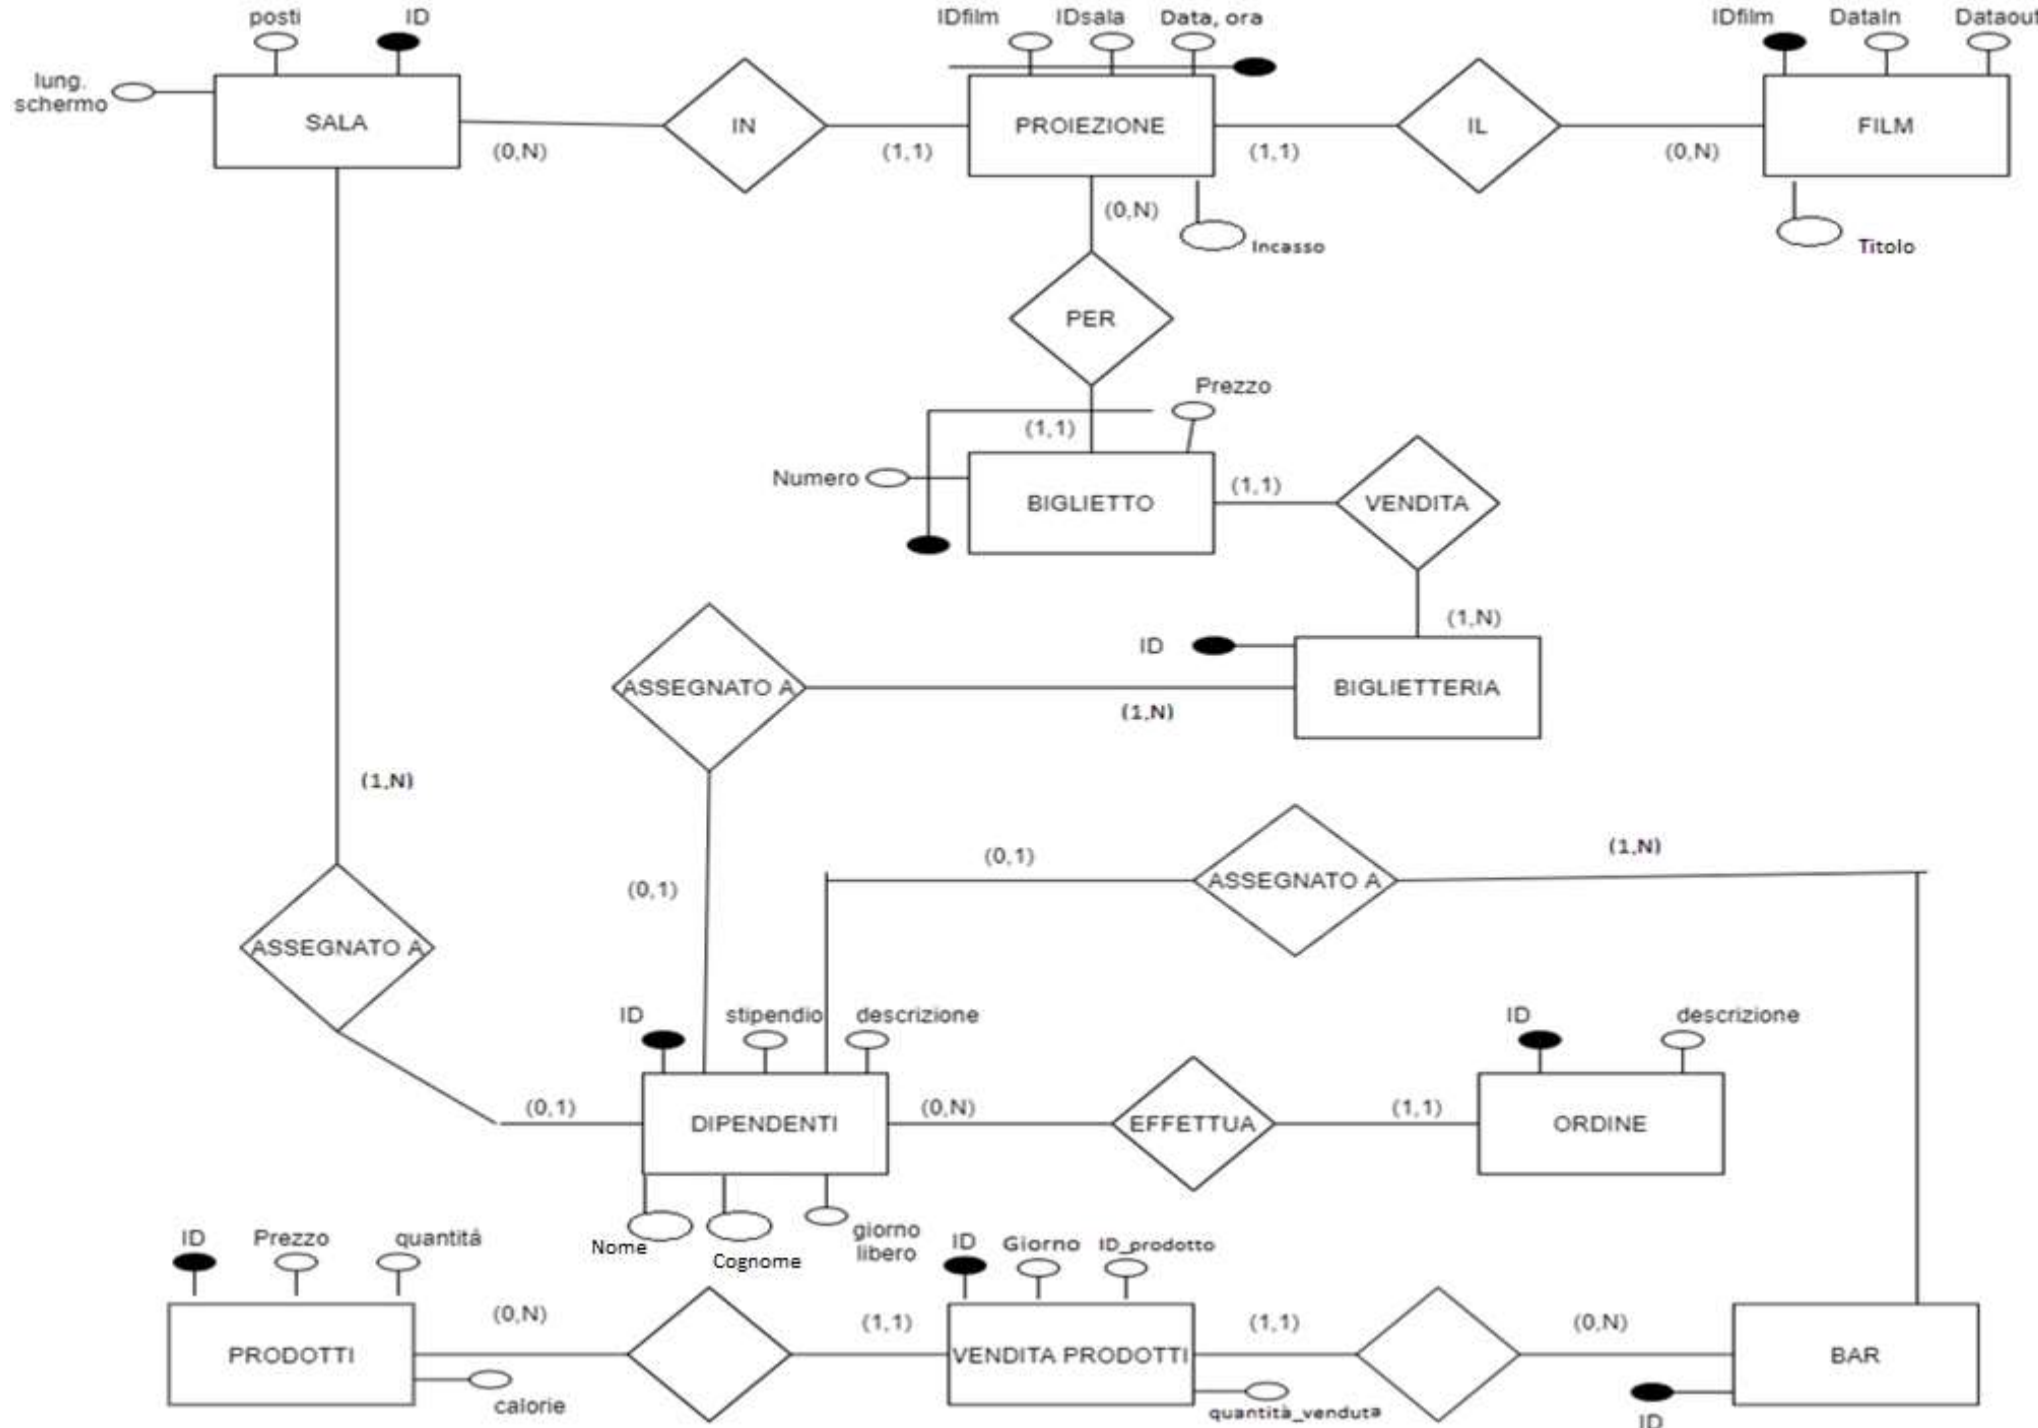 posti
ID
IDfilm
IDsala
Data, ora
IDfilm
DataIn
Dataout
lung.
schermo
SALA
IN
PROIEZIONE
IL
FILM
(0,N)
(1,1)
(1,1)
(0,N)
(0,N)
Incasso
Titolo
PER
Prezzo
(1,1)
Numero
BIGLIETTO
(1,1)
VENDITA
(1,N)
ID
ASSEGNATO A
BIGLIETTERIA
(1,N)
(1,N)
(0,1)
(0,1)
ASSEGNATO A
(1,N)
ASSEGNATO A
ID
stipendio
descrizione
ID
descrizione
(0,1)
DIPENDENTI
(0,N)
EFFETTUA
(1,1)
ORDINE
Nome
Cognome
giorno
libero
ID
Prezzo
quantità
ID
Giorno
ID_prodotto
PRODOTTI
(0,N)
(1,1)
VENDITA PRODOTTI
(1,1)
(0,N)
BAR
calorie
quantità_venduta
ID